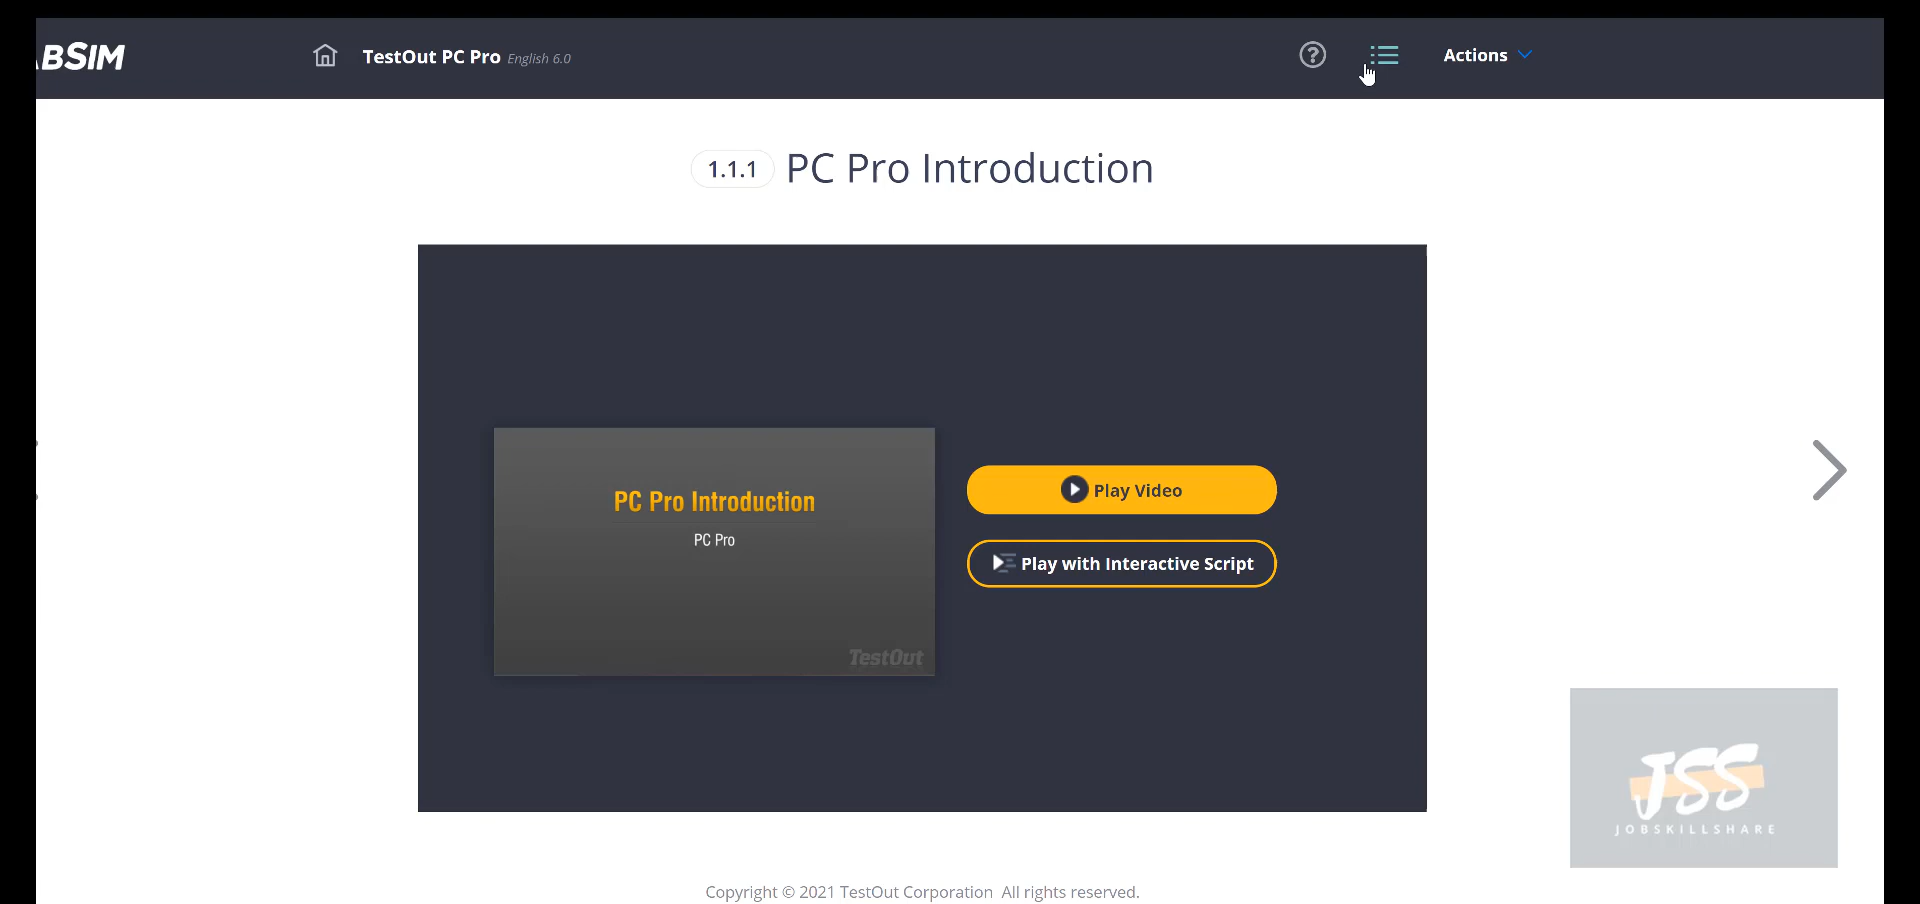 BSIM
TestOut PC Pro English 6.0
Actions
1.1.1 PC Pro Introduction
PC Pro Introduction
PC Pro
TestOut
Play Video
Play with Interactive Script
JSS
JOBSKILLSHARE
Copyright © 2021 TestOut Corporation All rights reserved.